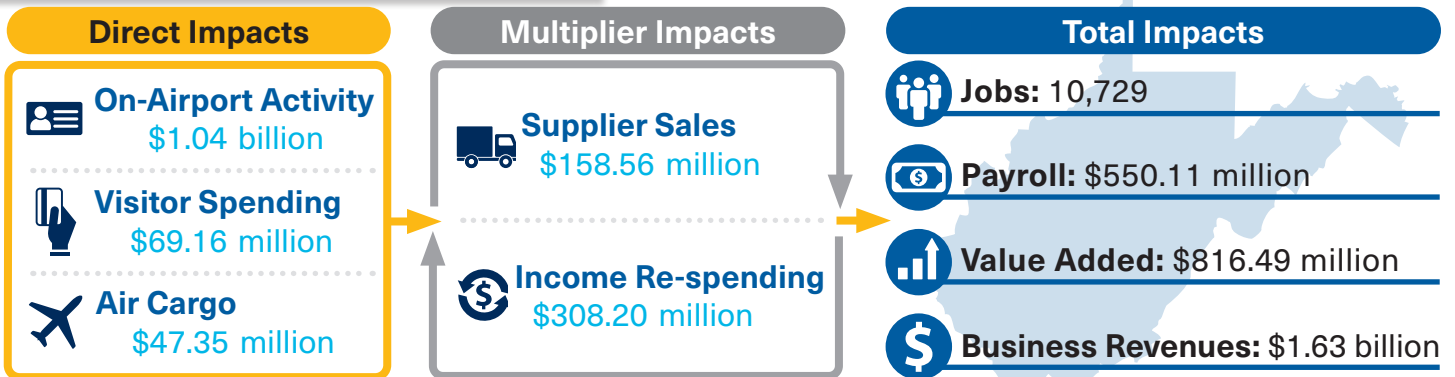 Direct Impacts
On-Airport Activity
$1.04 billion
Visitor Spending
$69.16 million
Air Cargo
$47.35 million
Multiplier Impacts
Supplier Sales
$158.56 million
Income Re-spending
$308.20 million
Total Impacts
Jobs: 10,729
Payroll: $550.11 million
Value Added: $816.49 million
Business Revenues: $1.63 billion